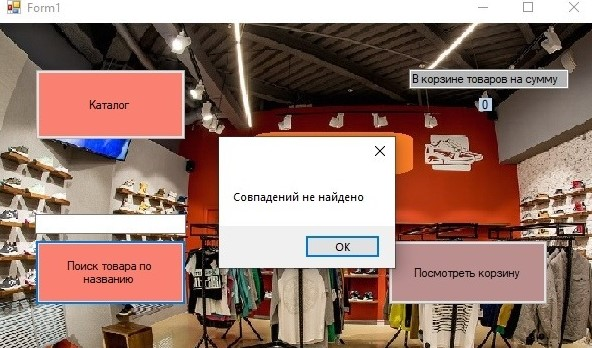 Form1
Каталог
В корзине товаров на сумму
0
Совпадений не найдено
OK
Поиск товара по
названию
Посмотреть корзину